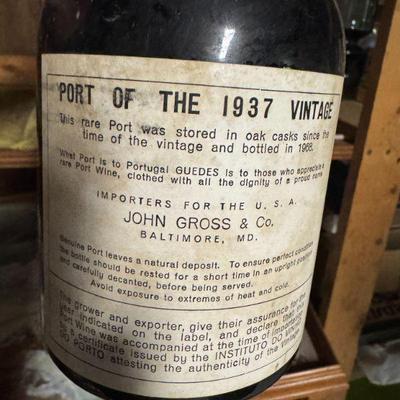 PORT OF THE 1937 VINTAGE
This rare Port was stored in oak casks since the
time of the vintage and bottled in 1968.
What Port is to Portugal GUEDES is to those who appreciate a
rare Port Wine, clothed with all the dignity of a proud name
IMPORTERS FOR THE U. S. A.
JOHN GROSS & Co.
BALTIMORE, MD.
Genuine Port leaves a natural deposit. To ensure perfect condition
the bottle should be rested for a short time in an upright position
and carefully decanted, before being served.
Avoid exposure to extremes of heat and cold.
The grower and exporter, give their assurance for the
year indicated on the label, and declare that
Port Wine was accompanied at the time of
by a certificate issued by the INSTITUTO DO VINHO
DO PORTO attesting the authenticity of the